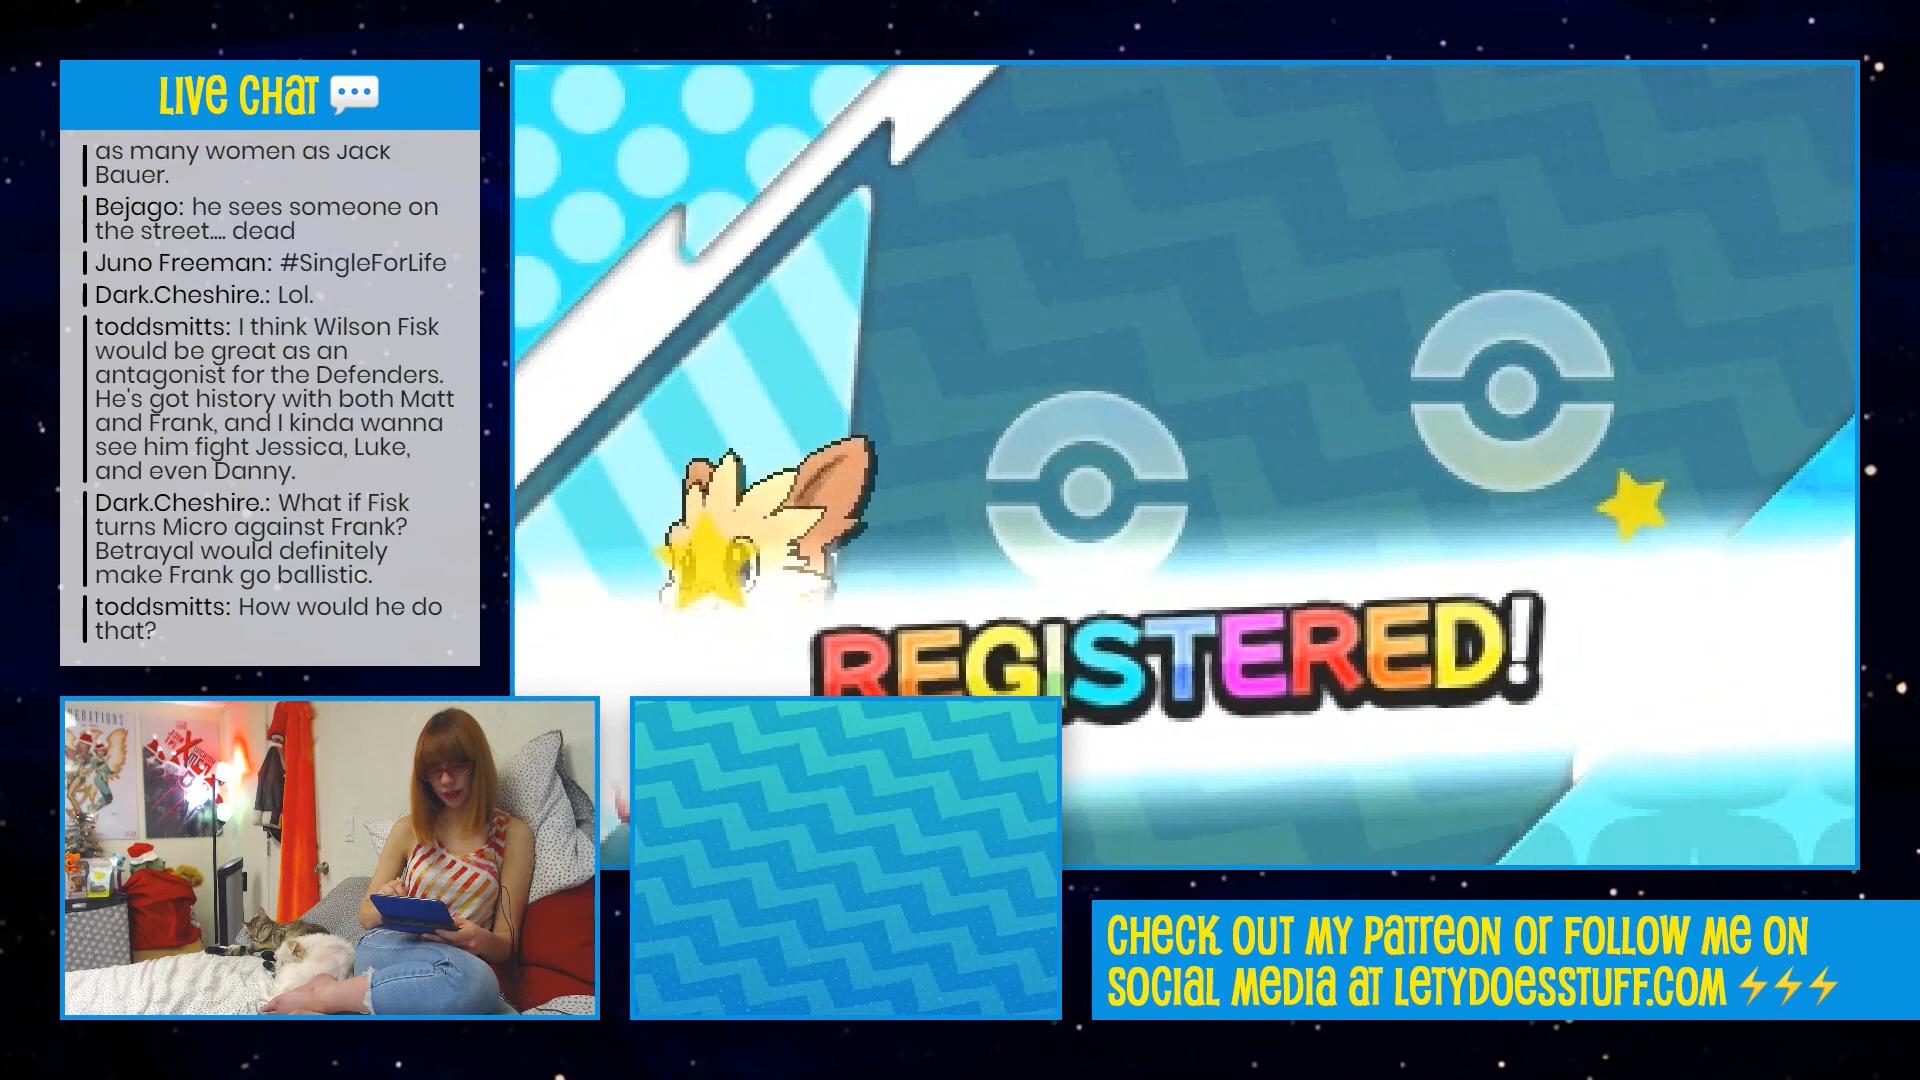 LIVE CHAT
as many women as Jack
Bauer.
Bejago: he sees someone on
the street.... dead
Juno Freeman: #SingleForLife
Dark.Cheshire.: Lol.
toddsmitts: I think Wilson Fisk
would be great as an
antagonist for the Defenders.
He's got history with both Matt
and Frank, and I kinda wanna
see him fight Jessica, Luke,
and even Danny.
Dark.Cheshire.: What if Fisk
turns Micro against Frank?
Betrayal would definitely
make Frank go ballistic.
toddsmitts: How would he do
that?
REGISTERED!
CHECK OUT MY PATREON OR FOLLOW ME ON
SOCIAL MEDIA AT LETYDOESSTUFF.COM